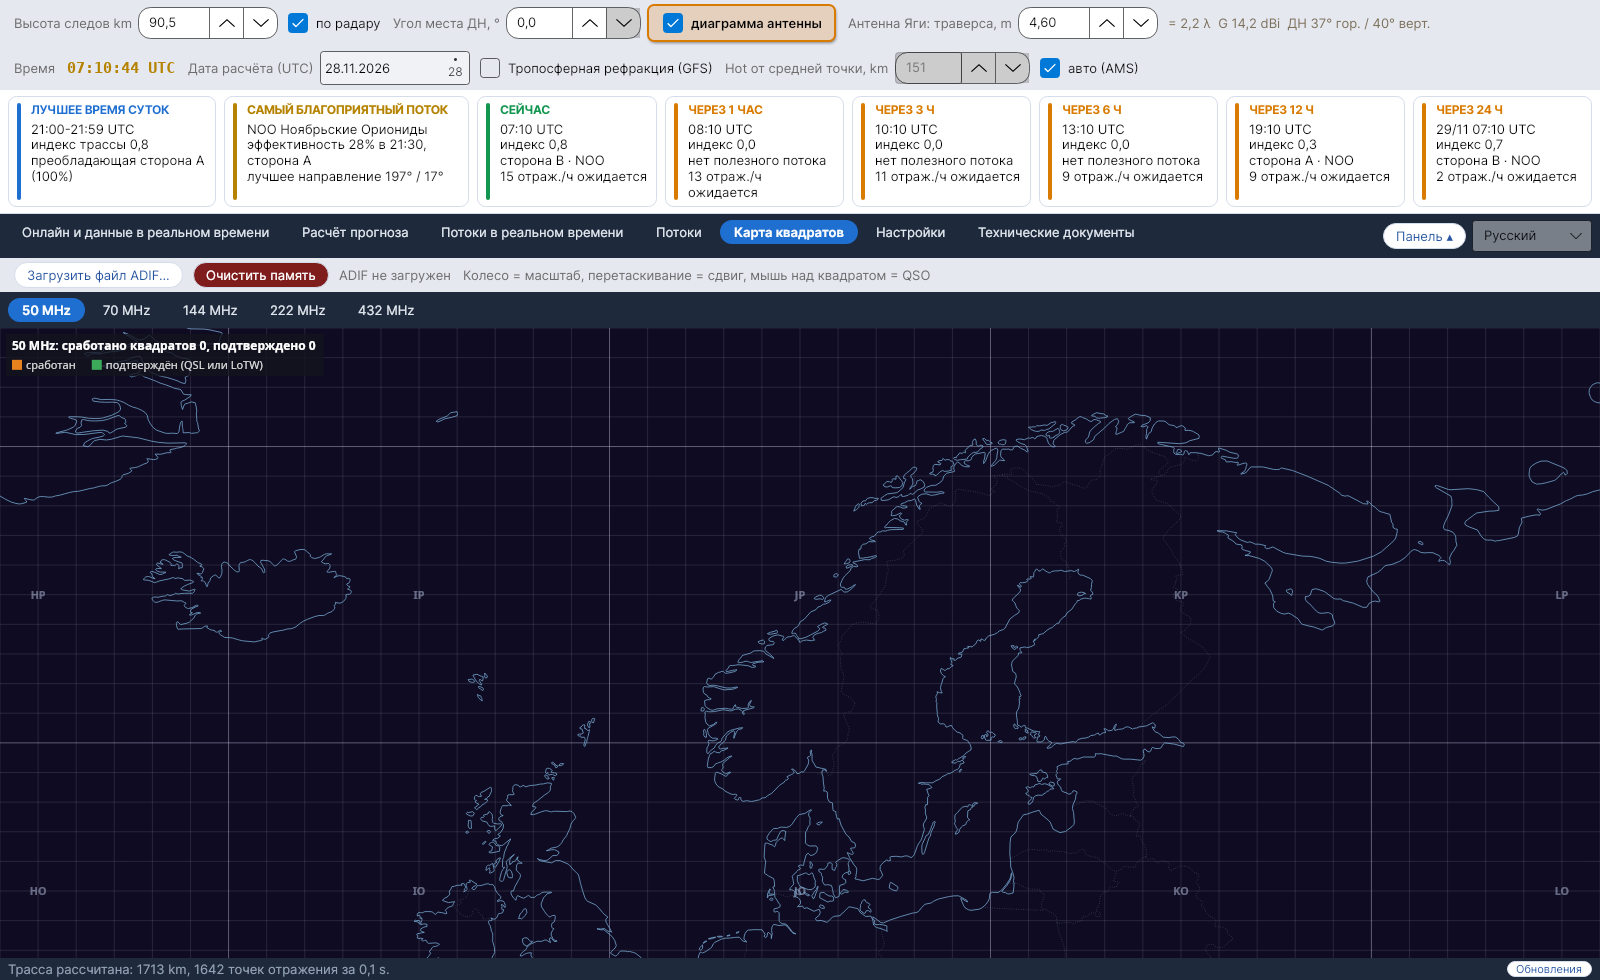 Высота следов km 90,5 по радару Угол места ДН, ° 0,0 диаграмма антенны Антенна Яги: траверса, m 4,60 = 2,2 λ G 14,2 dBi ДН 37° гор. / 40° верт.
Время 07:10:44 UTC Дата расчёта (UTC) 28.11.2026 28 Тропосферная рефракция (GFS) Hot от средней точки, km 151 авто (AMS)
ЛУЧШЕЕ ВРЕМЯ СУТОК
21:00-21:59 UTC
индекс трассы 0,8
преобладающая сторона A
(100%)
САМЫЙ БЛАГОПРИЯТНЫЙ ПОТОК
NOO Ноябрьские Ориониды
эффективность 28% в 21:30,
сторона A
лучшее направление 197° / 17°
СЕЙЧАС
07:10 UTC
индекс 0,8
сторона B · NOO
15 отраж./ч ожидается
ЧЕРЕЗ 1 ЧАС
08:10 UTC
индекс 0,0
нет полезного потока
13 отраж./ч
ожидается
ЧЕРЕЗ 3 Ч
10:10 UTC
индекс 0,0
нет полезного потока
11 отраж./ч ожидается
ЧЕРЕЗ 6 Ч
13:10 UTC
индекс 0,0
нет полезного потока
9 отраж./ч ожидается
ЧЕРЕЗ 12 Ч
19:10 UTC
индекс 0,3
сторона A · NOO
9 отраж./ч ожидается
ЧЕРЕЗ 24 Ч
29/11 07:10 UTC
индекс 0,7
сторона B · NOO
2 отраж./ч ожидается
Онлайн и данные в реальном времени Расчёт прогноза Потоки в реальном времени Потоки Карта квадратов Настройки Технические документы Панель ▴ Русский
Загрузить файл ADIF... Очистить память ADIF не загружен Колесо = масштаб, перетаскивание = сдвиг, мышь над квадратом = QSO
50 MHz 70 MHz 144 MHz 222 MHz 432 MHz
50 MHz: сработано квадратов 0, подтверждено 0
сработан подтверждён (QSL или LoTW)
HP IP JP KP LP
HO IO JO KO LO
Трасса рассчитана: 1713 km, 1642 точек отражения за 0,1 s. Обновления